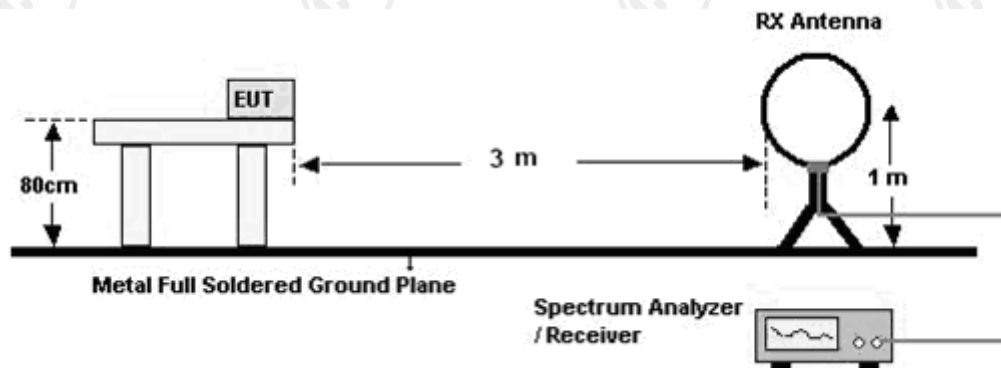 RX Antenna
EUT
3 m
80cm
1 m
Metal Full Soldered Ground Plane
Spectrum Analyzer
/ Receiver